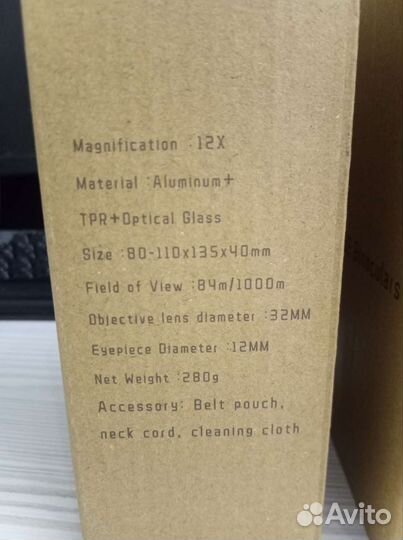 Magnification :12X
Material :Aluminum+
TPR+Optical Glass
Size :80-110x135x40mm
Field of View :84m/1000m
Objective lens diameter :32MM
Eyepiece Diameter :12MM
Net Weight :280g
Accessory: Belt pouch,
neck cord, cleaning cloth
Binoculars
Avito